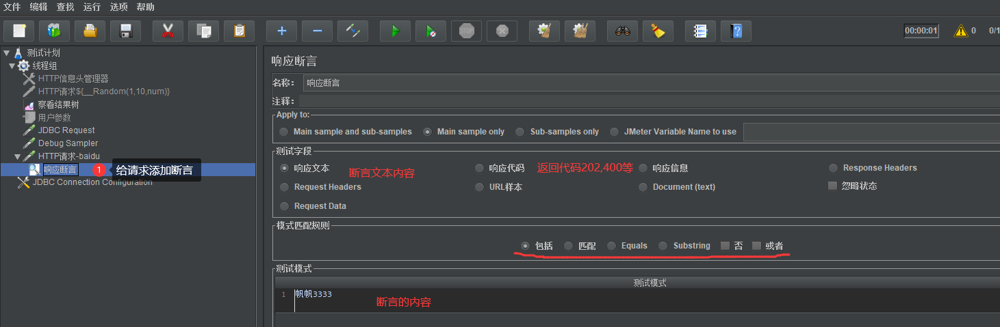 文件 编辑 查找 运行 选项 帮助
STOP
00:00:01 0 0/1
测试计划
线程组
HTTP信息头管理器
HTTP请求${__Random(1,10,num)}
察看结果树
用户参数
JDBC Request
Debug Sampler
HTTP请求-baidu
响应断言 1 给请求添加断言
JDBC Connection Configuration
响应断言
名称： 响应断言
注释：
Apply to:
Main sample and sub-samples Main sample only Sub-samples only JMeter Variable Name to use
测试字段
响应文本 断言文本内容 响应代码 返回代码202,400等 响应信息 Response Headers
Request Headers URL样本 Document (text) 忽略状态
Request Data
模式匹配规则
包括 匹配 Equals Substring 否 或者
测试模式
测试模式
1 帆帆3333
断言的内容